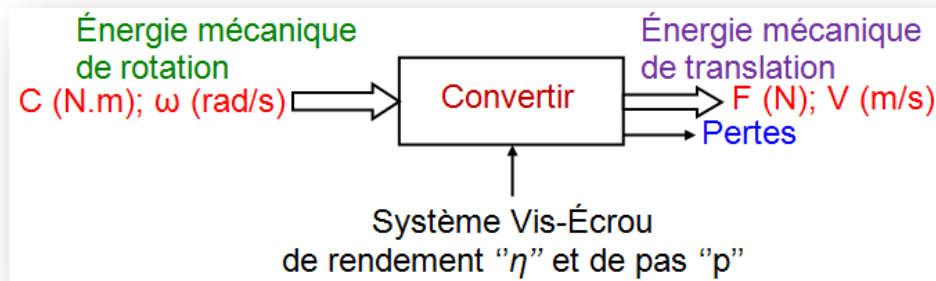 Énergie mécanique
de rotation
C (N.m); ω (rad/s)
Convertir
Énergie mécanique
de translation
F (N); V (m/s)
Pertes
Système Vis-Écrou
de rendement ‘‘η’’ et de pas ‘‘p’’